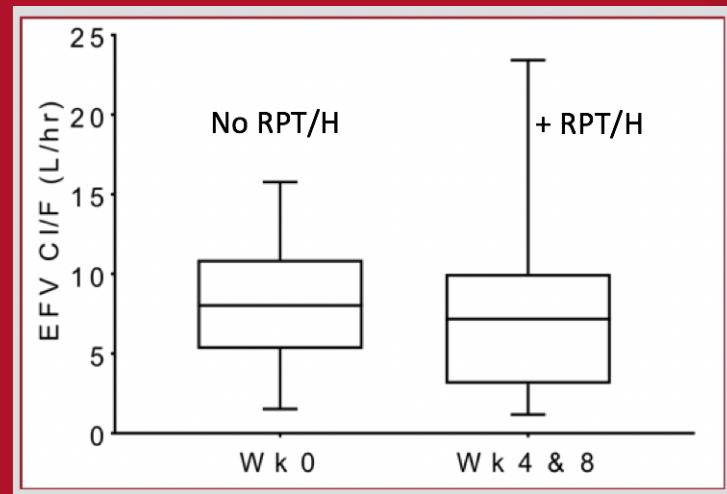 EFV Cl/F (L/hr)
25
20
15
10
5
0
No RPT/H
+ RPT/H
Wk 0
Wk 4 & 8